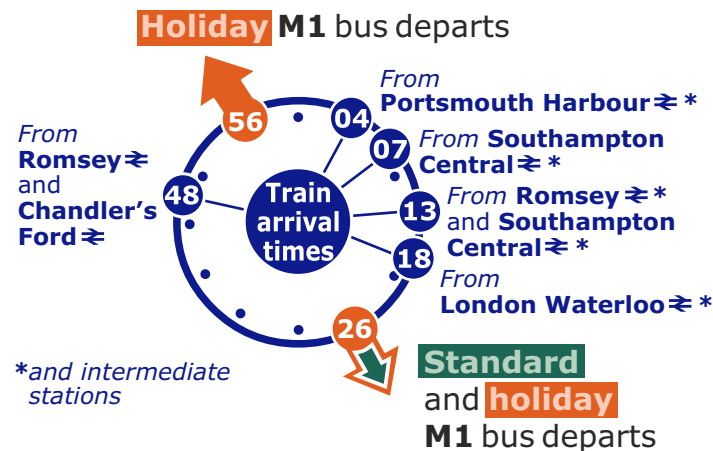 Holiday M1 bus departs
From
Portsmouth Harbour *
56
04
From
Romsey
and
Chandler's
Ford
07
From Southampton
Central *
48
Train
arrival
times
13
From Romsey *
and Southampton
Central *
18
From
London Waterloo *
26
*and intermediate
stations
Standard
and holiday
M1 bus departs